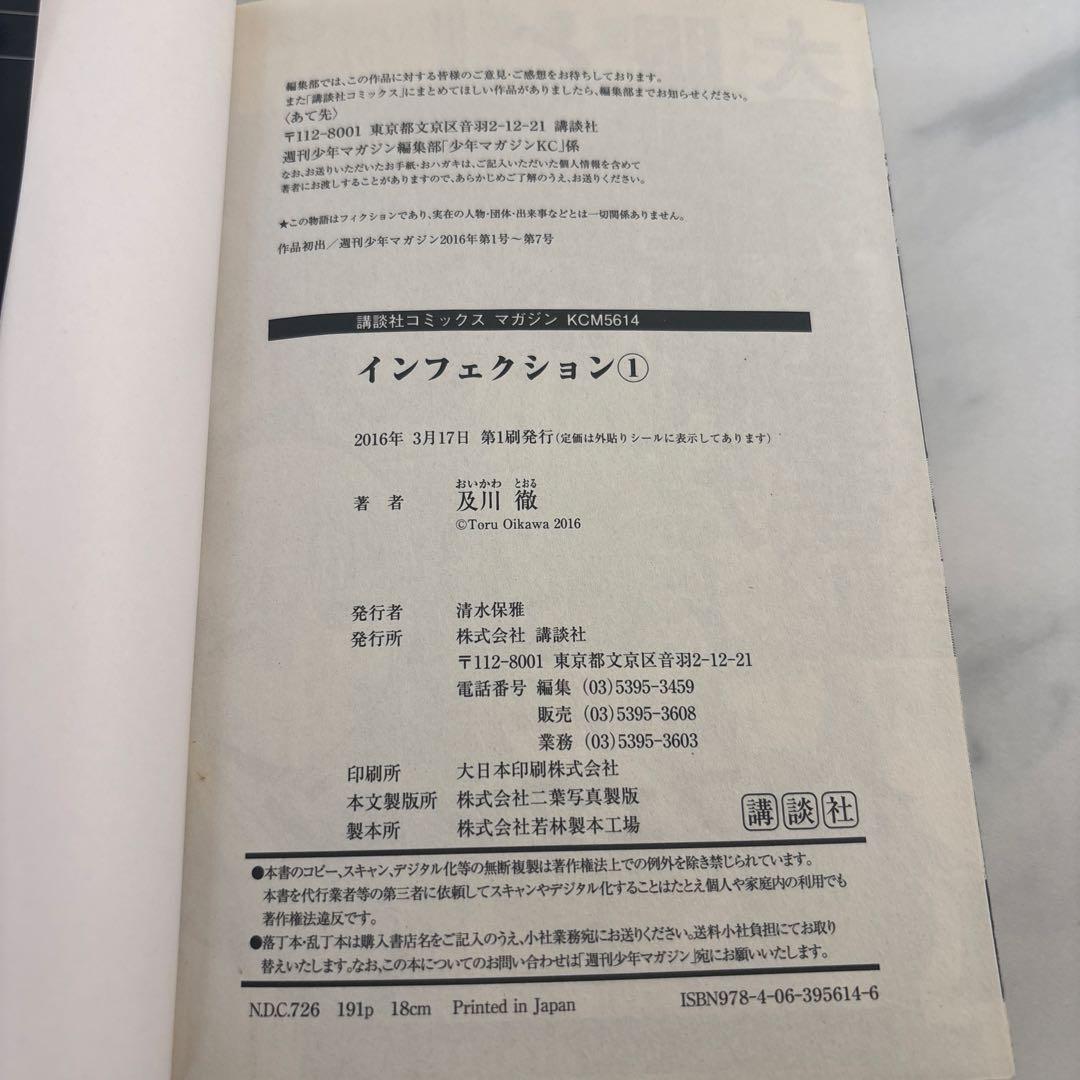 編集部では、この作品に対する皆様のご意見・ご感想をお待ちしております。
また「講談社コミックス」にまとめてほしい作品がありましたら、編集部までお知らせください。
〈あて先〉
〒112-8001 東京都文京区音羽2-12-21 講談社
週刊少年マガジン編集部「少年マガジンKC」係
なお、お送りいただいたお手紙・おハガキは、ご記入いただいた個人情報を含めて
著者にお渡しすることがありますので、あらかじめご了解のうえ、お送りください。
★この物語はフィクションであり、実在の人物・団体・出来事などとは一切関係ありません。
作品初出／週刊少年マガジン2016年第1号～第7号
講談社コミックス マガジン KCM5614
インフェクション①
2016年 3月17日 第1刷発行(定価は外貼りシールに表示してあります)
おいかわ とおる
著 者 及川 徹
©Toru Oikawa 2016
発行者 清水保雅
発行所 株式会社 講談社
〒112-8001 東京都文京区音羽2-12-21
電話番号 編集 (03)5395-3459
販売 (03)5395-3608
業務 (03)5395-3603
印刷所 大日本印刷株式会社
本文製版所 株式会社二葉写真製版
製本所 株式会社若林製本工場
講談社
●本書のコピー、スキャン、デジタル化等の無断複製は著作権法上での例外を除き禁じられています。
本書を代行業者等の第三者に依頼してスキャンやデジタル化することはたとえ個人や家庭内の利用でも
著作権法違反です。
●落丁本・乱丁本は購入書店名をご記入のうえ、小社業務宛にお送りください。送料小社負担にてお取り
替えいたします。なお、この本についてのお問い合わせは「週刊少年マガジン」宛にお願いいたします。
N.D.C.726 191p 18cm Printed in Japan ISBN978-4-06-395614-6